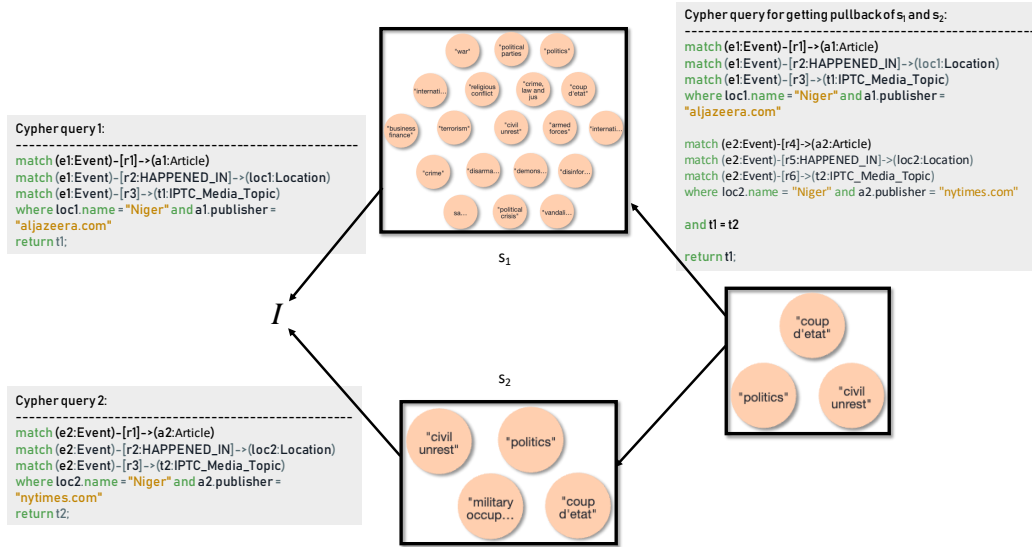 Cypher query 1:
--------------------------------------------
match (e1:Event)-[r1]->(a1:Article)
match (e1:Event)-[r2:HAPPENED_IN]->(loc1:Location)
match (e1:Event)-[r3]->(t1:IPTC_Media_Topic)
where loc1.name = "Niger" and a1.publisher =
"aljazeera.com"
return t1;
"war"
"political
parties
"politics"
"internati…
"religious
conflict"
"crime,
law and
jus
"coup
d'etat"
"business
finance"
"terrorism"
"civil
unrest"
"armed
forces"
"internati…
"crime"
"disarma…
"demons…
"disinfor…
sa…
"political
crisis"
"vandali…
s1
Cypher query for getting pullback of s1 and s2:
--------------------------------------------
match (e1:Event)-[r1]->(a1:Article)
match (e1:Event)-[r2:HAPPENED_IN]->(loc1:Location)
match (e1:Event)-[r3]->(t1:IPTC_Media_Topic)
where loc1.name = "Niger" and a1.publisher =
"aljazeera.com"
match (e2:Event)-[r4]->(a2:Article)
match (e2:Event)-[r5:HAPPENED_IN]->(loc2:Location)
match (e2:Event)-[r6]->(t2:IPTC_Media_Topic)
where loc2.name = "Niger" and a2.publisher = "nytimes.com"
and t1 = t2
return t1;
I
"coup
d'etat"
"politics"
"civil
unrest"
Cypher query 2:
--------------------------------------------
match (e2:Event)-[r1]->(a2:Article)
match (e2:Event)-[r2:HAPPENED_IN]->(loc2:Location)
match (e2:Event)-[r3]->(t2:IPTC_Media_Topic)
where loc2.name = "Niger" and a2.publisher =
"nytimes.com"
return t2;
s2
"civil
unrest"
"politics"
"military
occup…
"coup
d'etat"